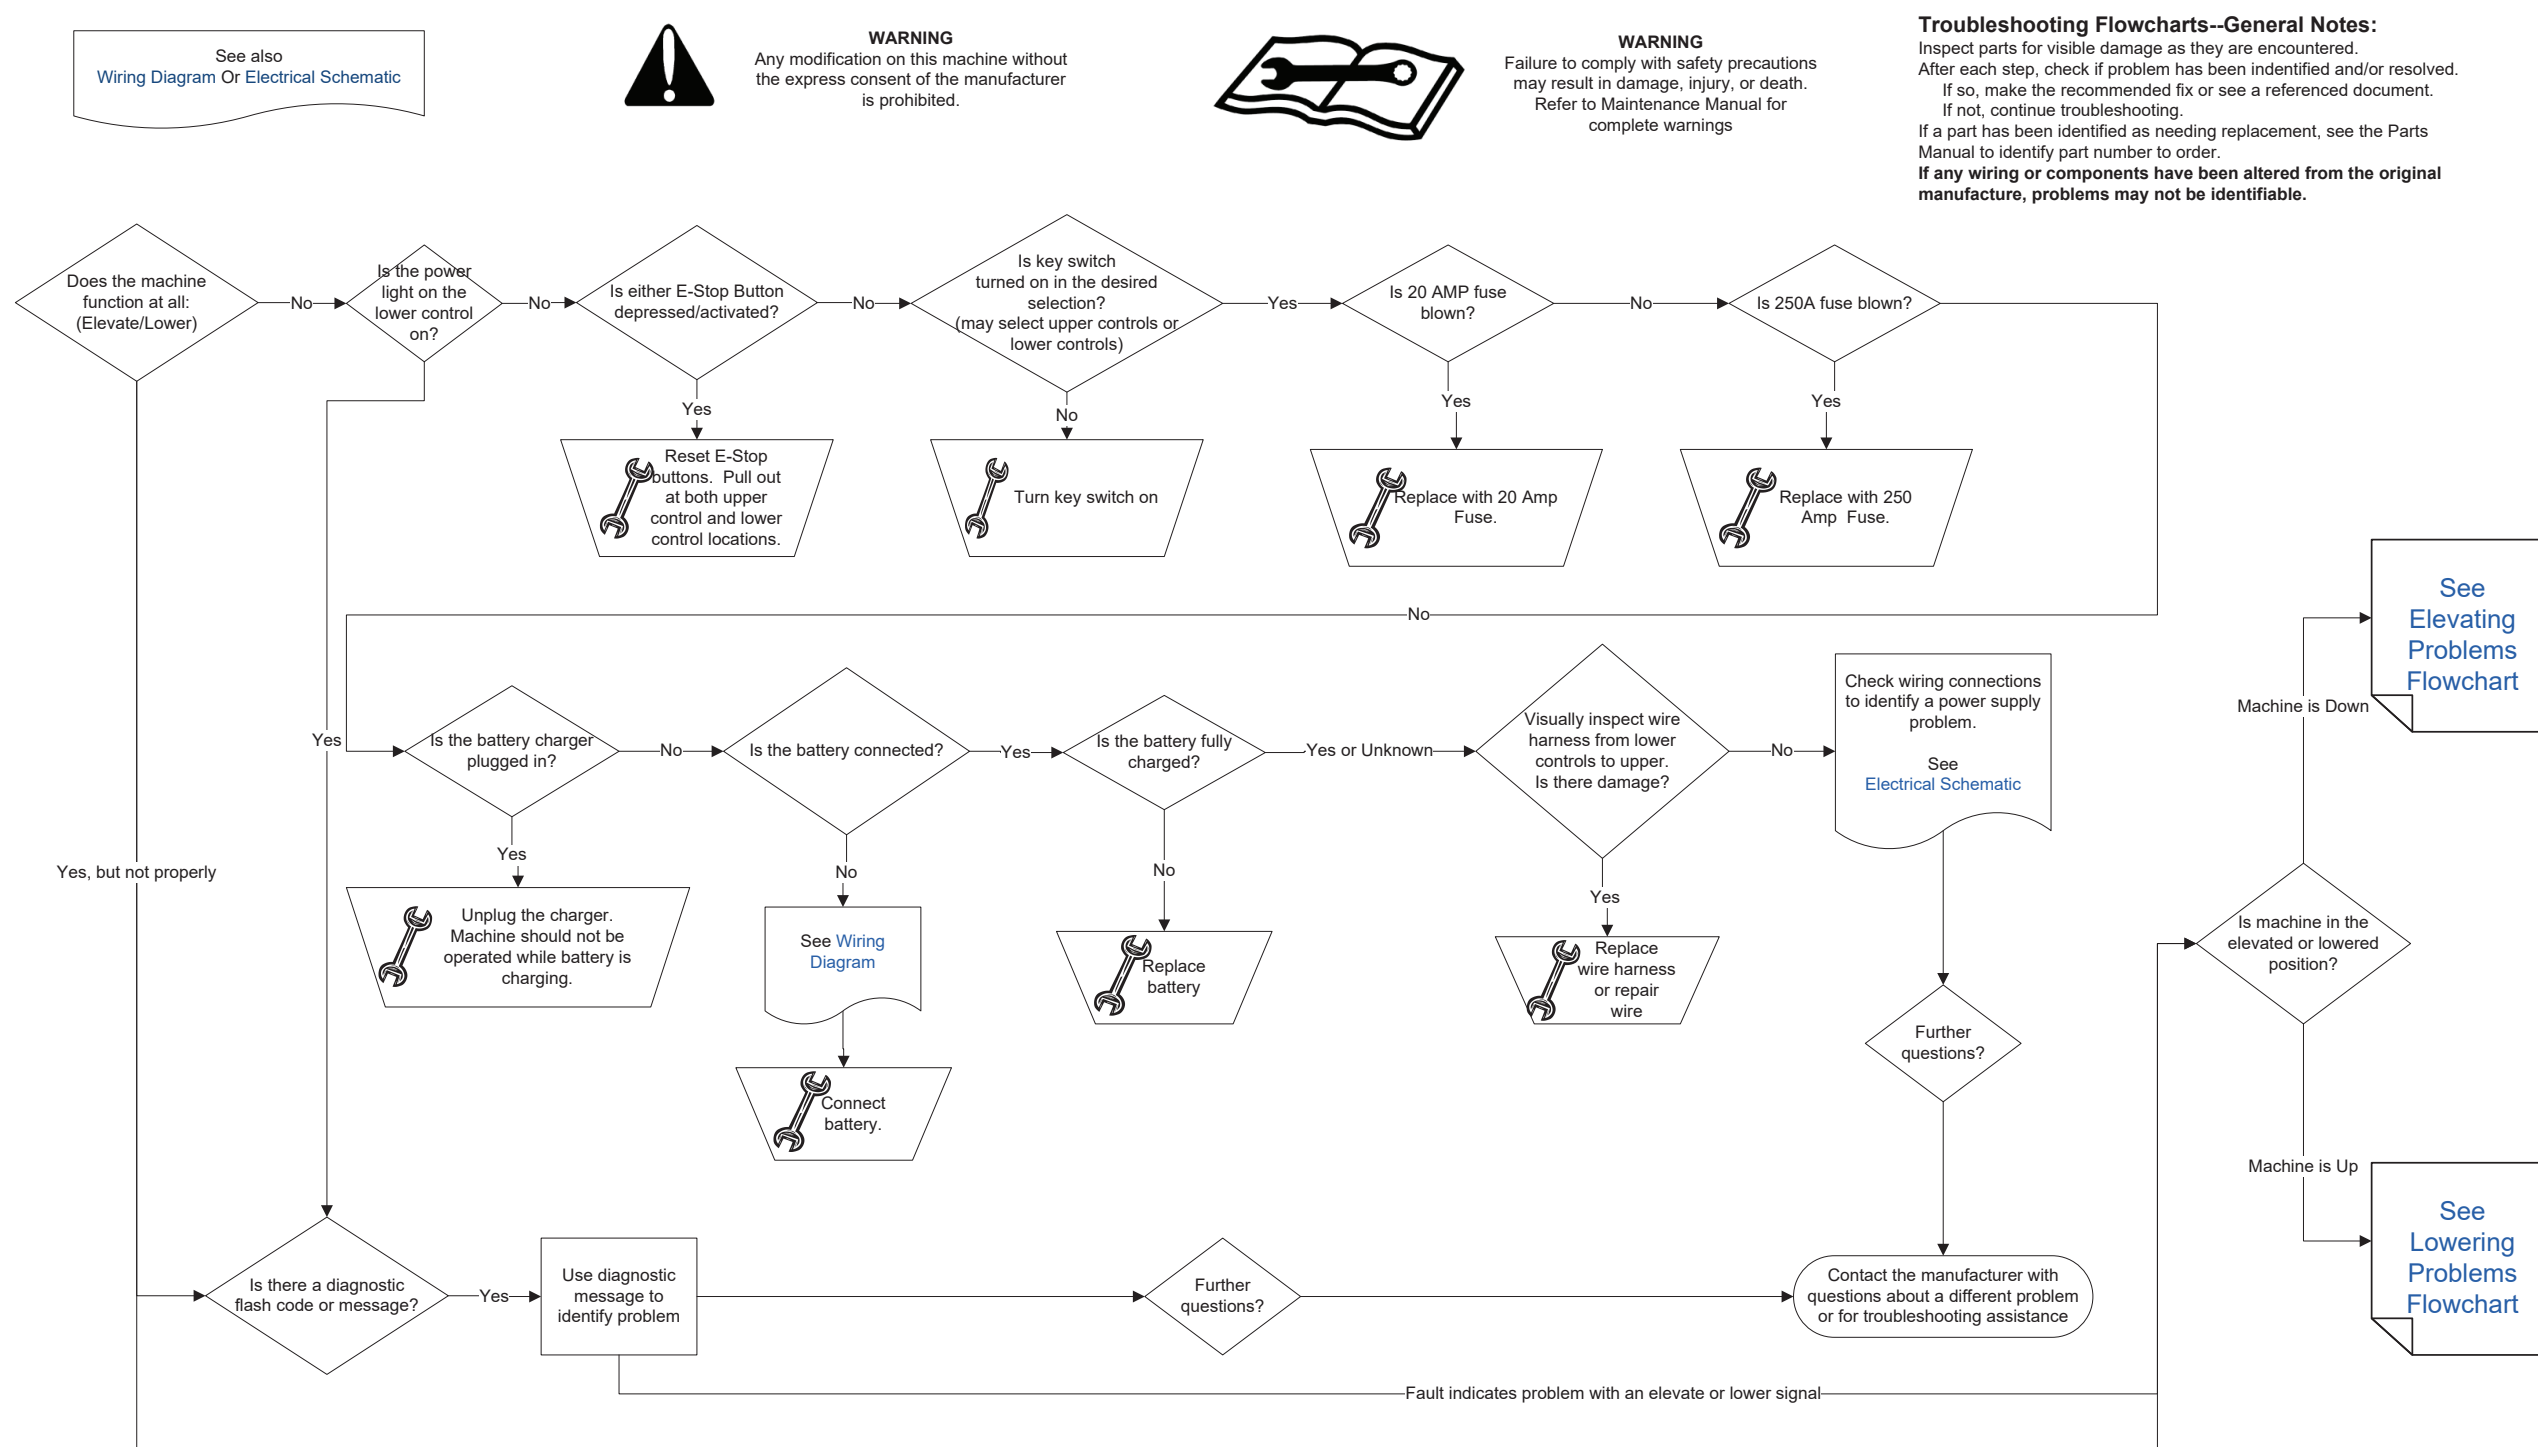 See also
Wiring Diagram Or Electrical Schematic
WARNING
Any modification on this machine without
the express consent of the manufacturer
is prohibited.
WARNING
Failure to comply with safety precautions
may result in damage, injury, or death.
Refer to Maintenance Manual for
complete warnings
Troubleshooting Flowcharts--General Notes:
Inspect parts for visible damage as they are encountered.
After each step, check if problem has been indentified and/or resolved.
If so, make the recommended fix or see a referenced document.
If not, continue troubleshooting.
If a part has been identified as needing replacement, see the Parts
Manual to identify part number to order.
If any wiring or components have been altered from the original
manufacture, problems may not be identifiable.
Does the machine
function at all:
(Elevate/Lower)
No
Is the power
light on the
lower control
on?
No
Is either E-Stop Button
depressed/activated?
No
Is key switch
turned on in the desired
selection?
(may select upper controls or
lower controls)
Yes
Is 20 AMP fuse
blown?
No
Is 250A fuse blown?
Yes
No
Yes
Yes
Reset E-Stop
buttons. Pull out
at both upper
control and lower
control locations.
Turn key switch on
Replace with 20 Amp
Fuse.
Replace with 250
Amp Fuse.
No
See
Elevating
Problems
Flowchart
Machine is Down
Yes
Is the battery charger
plugged in?
No
Is the battery connected?
Yes
Is the battery fully
charged?
Yes or Unknown
Visually inspect wire
harness from lower
controls to upper.
Is there damage?
No
Check wiring connections
to identify a power supply
problem.
See
Electrical Schematic
Yes, but not properly
Yes
No
No
Yes
Unplug the charger.
Machine should not be
operated while battery is
charging.
See Wiring
Diagram
Replace
battery
Replace
wire harness
or repair
wire
Is machine in the
elevated or lowered
position?
Further
questions?
Connect
battery.
Machine is Up
See
Lowering
Problems
Flowchart
Is there a diagnostic
flash code or message?
Yes
Use diagnostic
message to
identify problem
Further
questions?
Contact the manufacturer with
questions about a different problem
or for troubleshooting assistance
Fault indicates problem with an elevate or lower signal